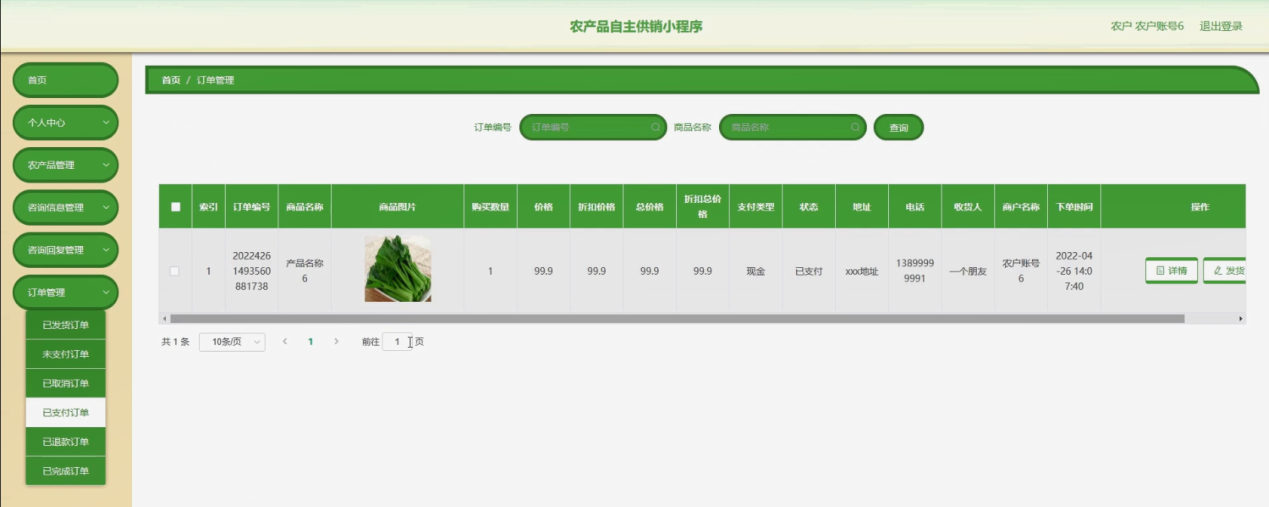 农产品自主供销小程序
农户 农户账号6 退出登录
首页
个人中心
农产品管理
咨询信息管理
咨询回复管理
订单管理
已发货订单
未支付订单
已取消订单
已支付订单
已退款订单
已完成订单
首页 / 订单管理
订单编号 订单编号 商品名称 商品名称 查询
索引 订单编号 商品名称 商品图片 购买数量 价格 折扣价格 总价格 折扣总价格 支付类型 状态 地址 电话 收货人 商户名称 下单时间 操作
1 20224261493560881738 产品名称6 1 99.9 99.9 99.9 99.9 现金 已支付 xxx地址 13899999991 一个朋友 农户账号6 2022-04-26 14:07:40 详情 发货
共 1 条 10条/页 1 前往 1 页